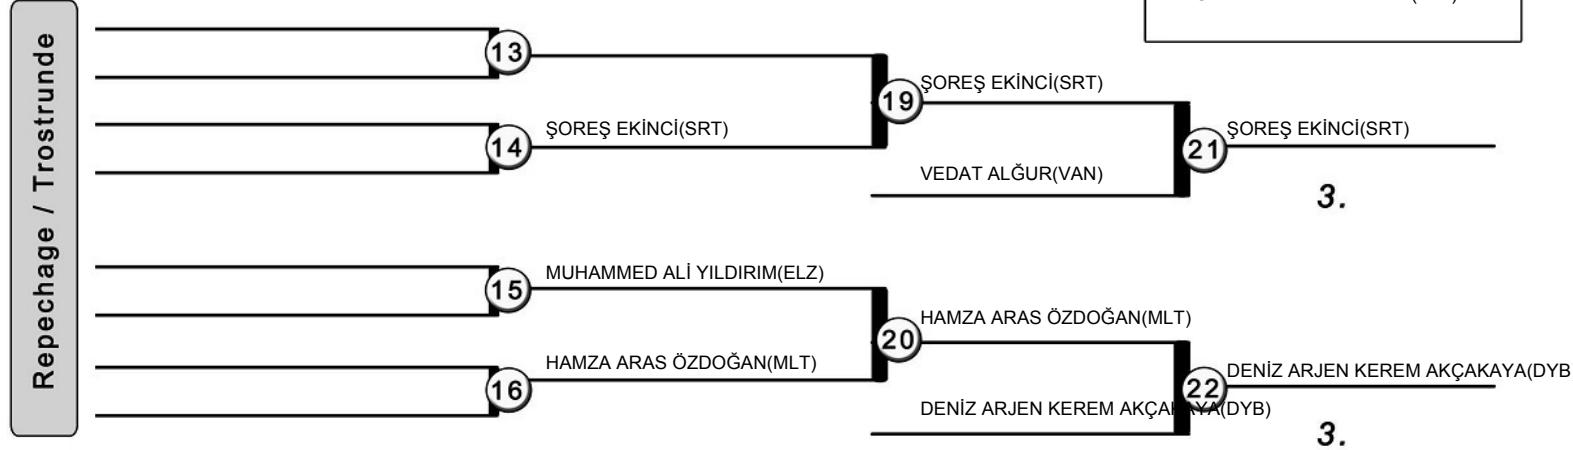 Repechage / Trostrunde
13
ŞOREŞ EKİNCİ(SRT)
19
14
ŞOREŞ EKİNCİ(SRT)
ŞOREŞ EKİNCİ(SRT)
21
VEDAT ALĞUR(VAN)
3.
MUHAMMED ALİ YILDIRIM(ELZ)
15
HAMZA ARAS ÖZDOĞAN(MLT)
20
HAMZA ARAS ÖZDOĞAN(MLT)
16
DENİZ ARJEN KEREM AKÇAKAYA(DYB
22
DENİZ ARJEN KEREM AKÇAKAYA(DYB)
3.